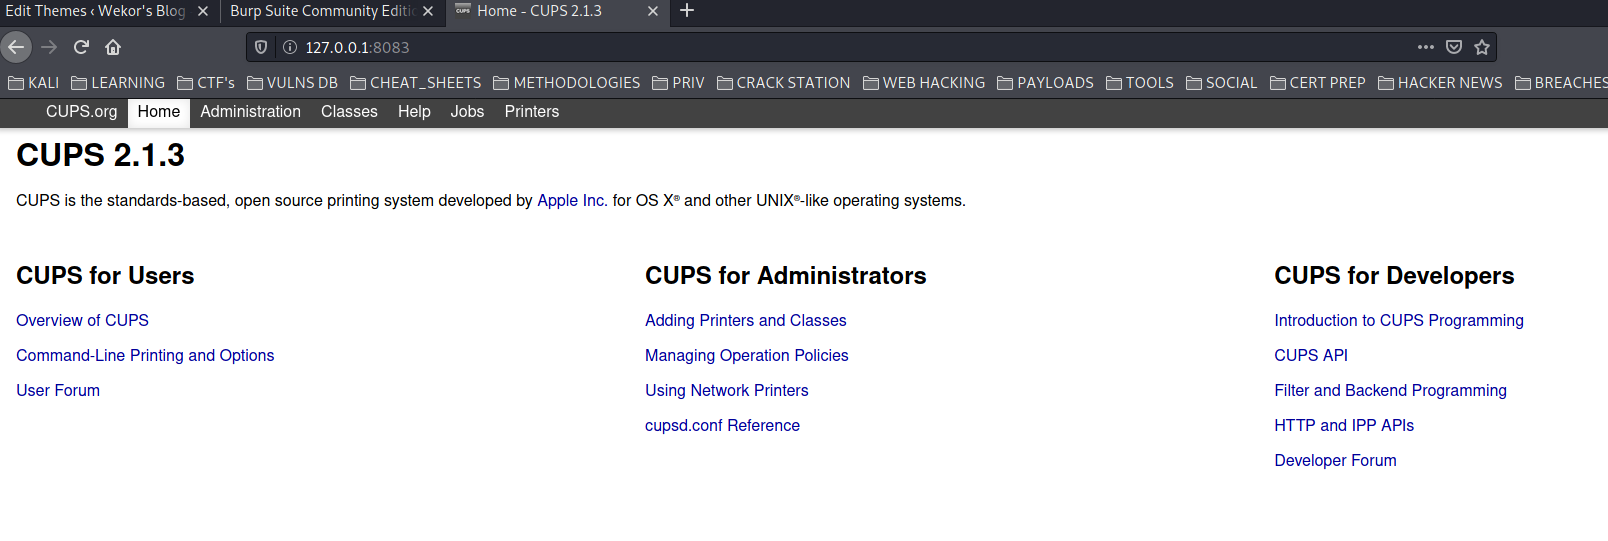 Edit Themes ‹ Wekor's Blog Burp Suite Community Editi Home - CUPS 2.1.3
127.0.0.1:8083
KALI LEARNING CTF's VULNS DB CHEAT_SHEETS METHODOLOGIES PRIV CRACK STATION WEB HACKING PAYLOADS TOOLS SOCIAL CERT PREP HACKER NEWS BREACHES
CUPS.org Home Administration Classes Help Jobs Printers
CUPS 2.1.3
CUPS is the standards-based, open source printing system developed by Apple Inc. for OS X® and other UNIX®-like operating systems.
CUPS for Users
Overview of CUPS
Command-Line Printing and Options
User Forum
CUPS for Administrators
Adding Printers and Classes
Managing Operation Policies
Using Network Printers
cupsd.conf Reference
CUPS for Developers
Introduction to CUPS Programming
CUPS API
Filter and Backend Programming
HTTP and IPP APIs
Developer Forum